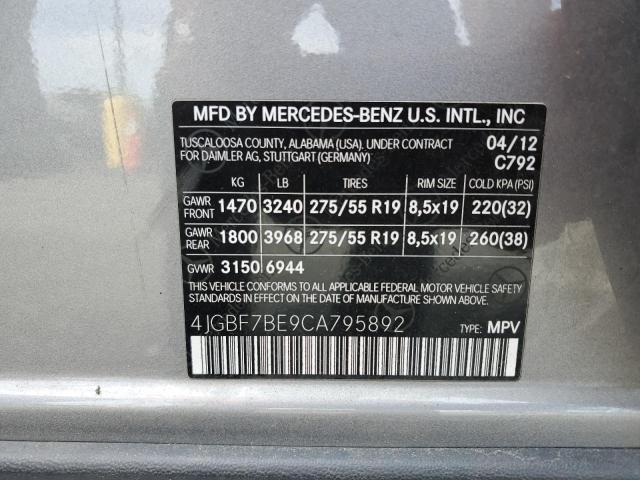 MFD BY MERCEDES-BENZ U.S. INTL., INC
TUSCALOOSA COUNTY, ALABAMA (USA). UNDER CONTRACT 04/12
FOR DAIMLER AG, STUTTGART (GERMANY) C792
KG LB TIRES RIM SIZE COLD KPA (PSI)
GAWR FRONT 1470 3240 275/55 R19 8,5x19 220(32)
GAWR REAR 1800 3968 275/55 R19 8,5x19 260(38)
GVWR 3150 6944
THIS VEHICLE CONFORMS TO ALL APPLICABLE FEDERAL MOTOR VEHICLE SAFETY
STANDARDS IN EFFECT ON THE DATE OF MANUFACTURE SHOWN ABOVE.
4JGBF7BE9CA795892 TYPE: MPV